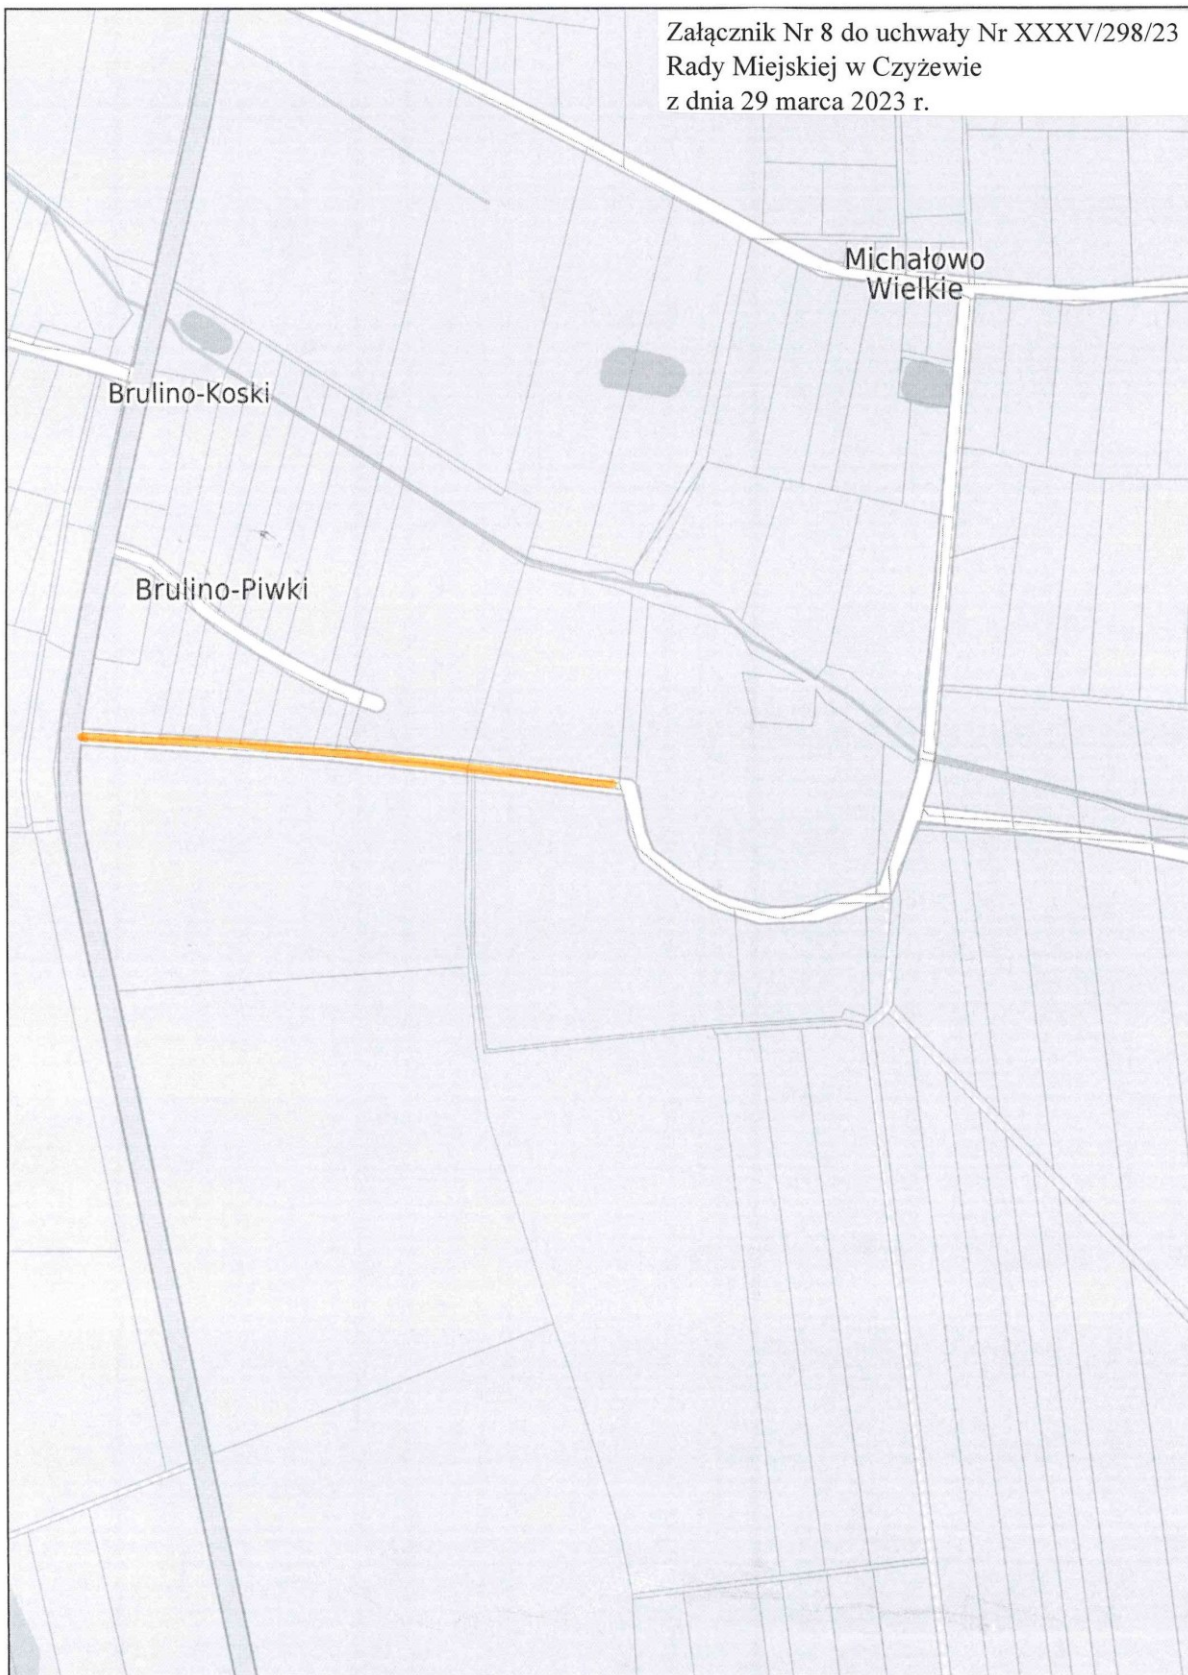 Załącznik Nr 8 do uchwały Nr XXXV/298/23
Rady Miejskiej w Czyżewie
z dnia 29 marca 2023 r.
Michałowo
Wielkie
Brulino-Koski
Brulino-Piwki